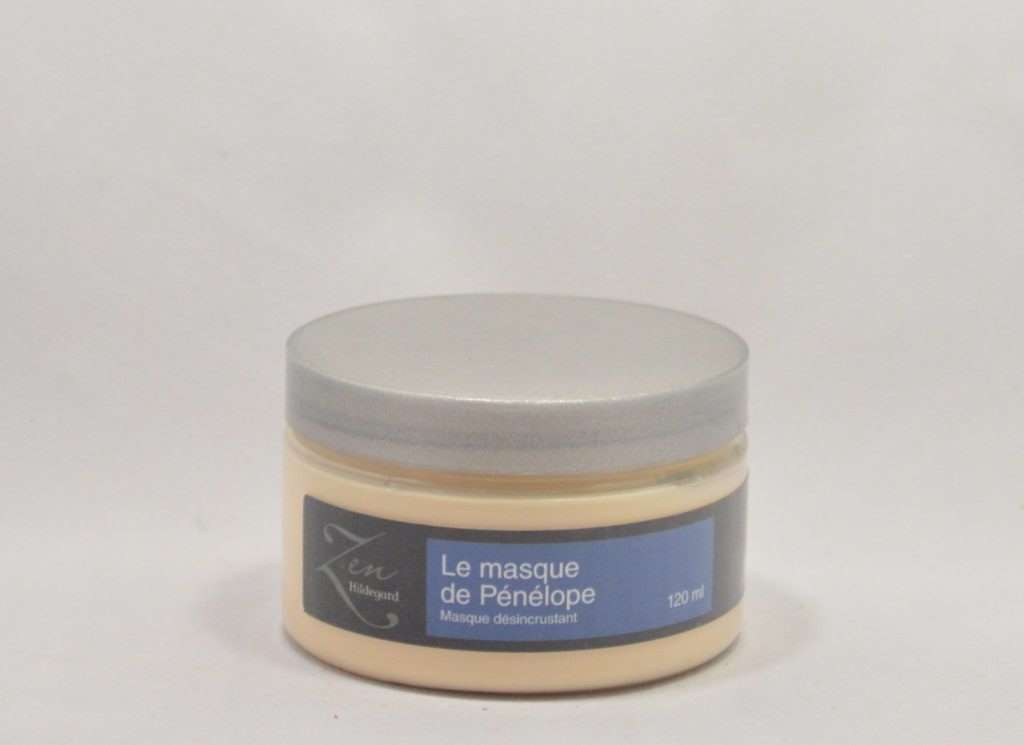 Zen
Hildegard
Le masque
de Pénélope
Masque désincrustant
120 ml